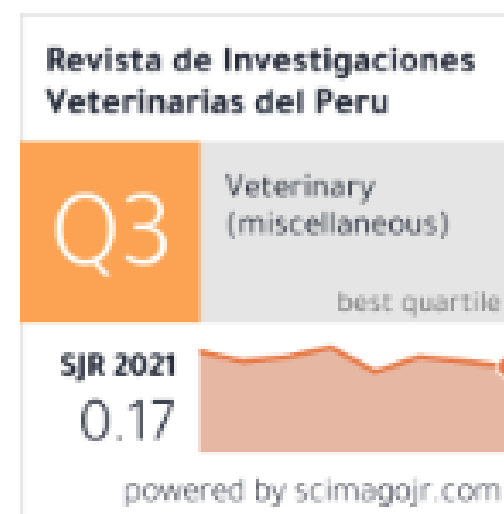 Revista de Investigaciones
Veterinarias del Peru
Q3
Veterinary
(miscellaneous)
best quartile
SJR 2021
0.17
powered by scimagojr.com